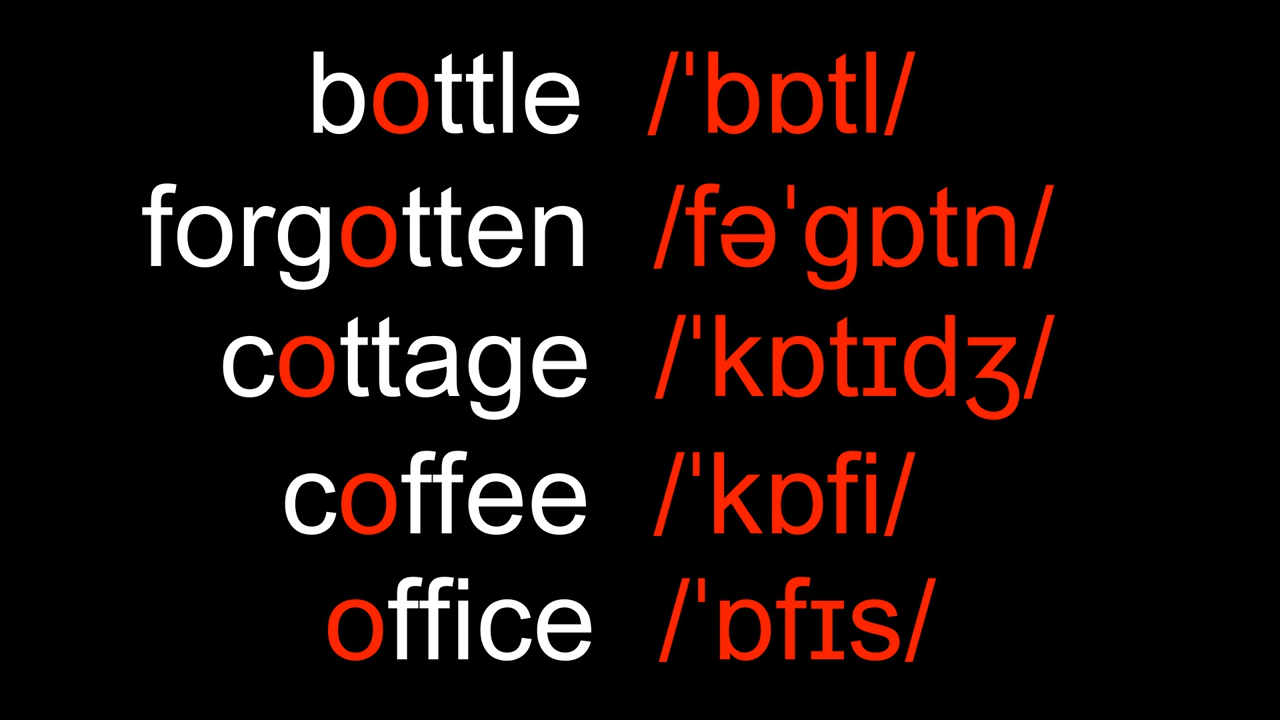 bottle /ˈbɒtl/
forgotten /fəˈgɒtn/
cottage /ˈkɒtɪdʒ/
coffee /ˈkɒfi/
office /ˈɒfɪs/